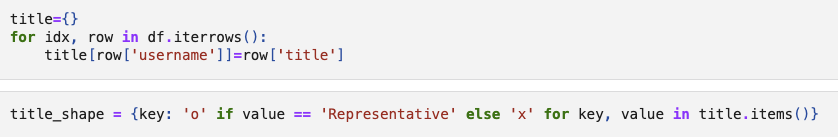 title={}
for idx, row in df.iterrows():
    title[row['username']]=row['title']
title_shape = {key: 'o' if value == 'Representative' else 'x' for key, value in title.items()}